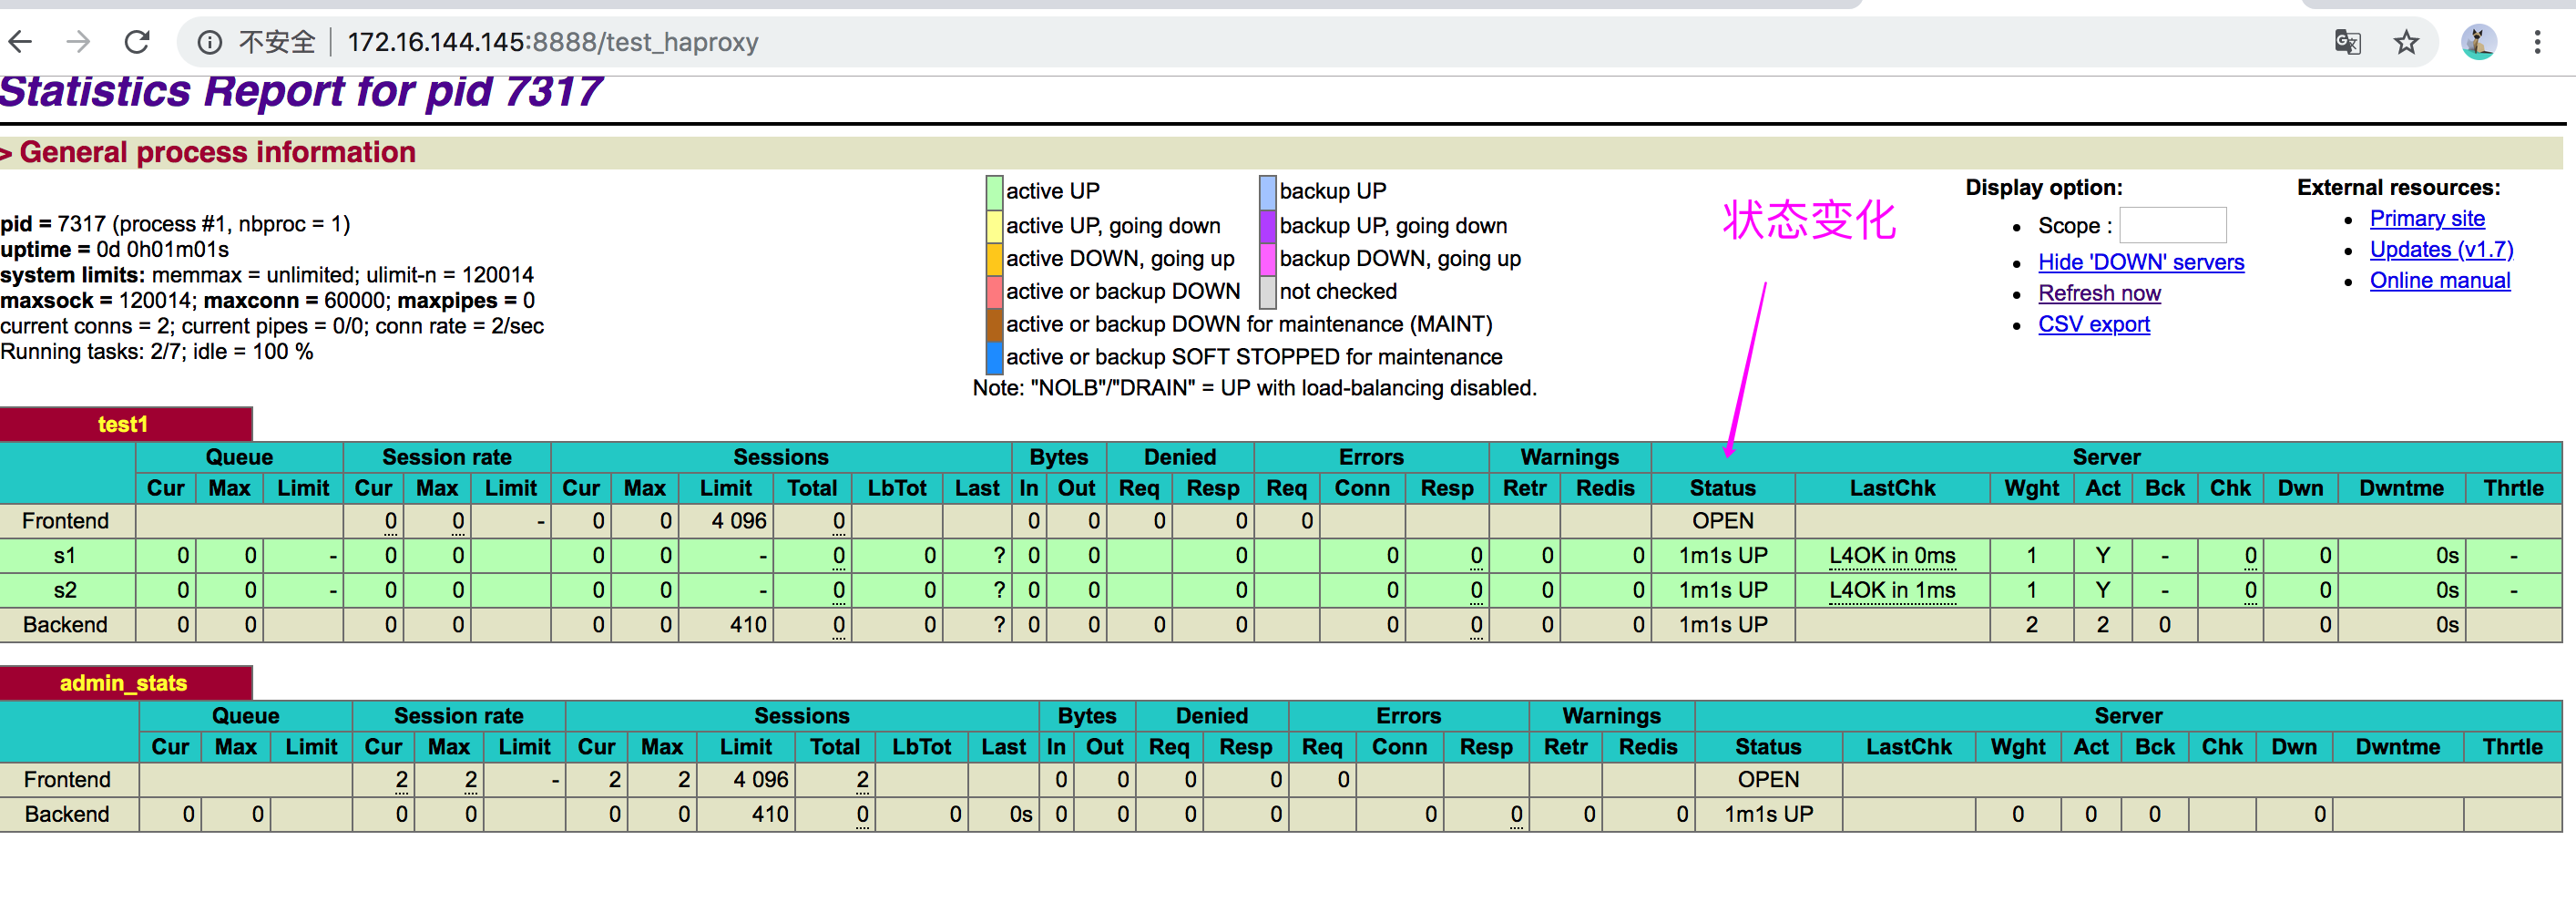 不安全 | 172.16.144.145:8888/test_haproxy
Statistics Report for pid 7317
> General process information
pid = 7317 (process #1, nbproc = 1)
uptime = 0d 0h01m01s
system limits: memmax = unlimited; ulimit-n = 120014
maxsock = 120014; maxconn = 60000; maxpipes = 0
current conns = 2; current pipes = 0/0; conn rate = 2/sec
Running tasks: 2/7; idle = 100 %
active UP backup UP
active UP, going down backup UP, going down
active DOWN, going up backup DOWN, going up
active or backup DOWN not checked
active or backup DOWN for maintenance (MAINT)
active or backup SOFT STOPPED for maintenance
Note: "NOLB"/"DRAIN" = UP with load-balancing disabled.
状态变化
Display option:
Scope :
Hide 'DOWN' servers
Refresh now
CSV export
External resources:
Primary site
Updates (v1.7)
Online manual
test1
Queue Session rate Sessions Bytes Denied Errors Warnings Server
Cur Max Limit Cur Max Limit Cur Max Limit Total LbTot Last In Out Req Resp Req Conn Resp Retr Redis Status LastChk Wght Act Bck Chk Dwn Dwntme Thrtle
Frontend 0 0 - 0 0 4 096 0 0 0 0 0 0 OPEN
s1 0 0 - 0 0 0 0 - 0 0 ? 0 0 0 0 0 0 0 1m1s UP L4OK in 0ms 1 Y - 0 0 0s -
s2 0 0 - 0 0 0 0 - 0 0 ? 0 0 0 0 0 0 0 1m1s UP L4OK in 1ms 1 Y - 0 0 0s -
Backend 0 0 0 0 0 0 410 0 0 ? 0 0 0 0 0 0 0 0 1m1s UP 2 2 0 0 0s
admin_stats
Queue Session rate Sessions Bytes Denied Errors Warnings Server
Cur Max Limit Cur Max Limit Cur Max Limit Total LbTot Last In Out Req Resp Req Conn Resp Retr Redis Status LastChk Wght Act Bck Chk Dwn Dwntme Thrtle
Frontend 2 2 - 2 2 4 096 2 0 0 0 0 0 OPEN
Backend 0 0 0 0 0 0 410 0 0 0s 0 0 0 0 0 0 0 0 1m1s UP 0 0 0 0